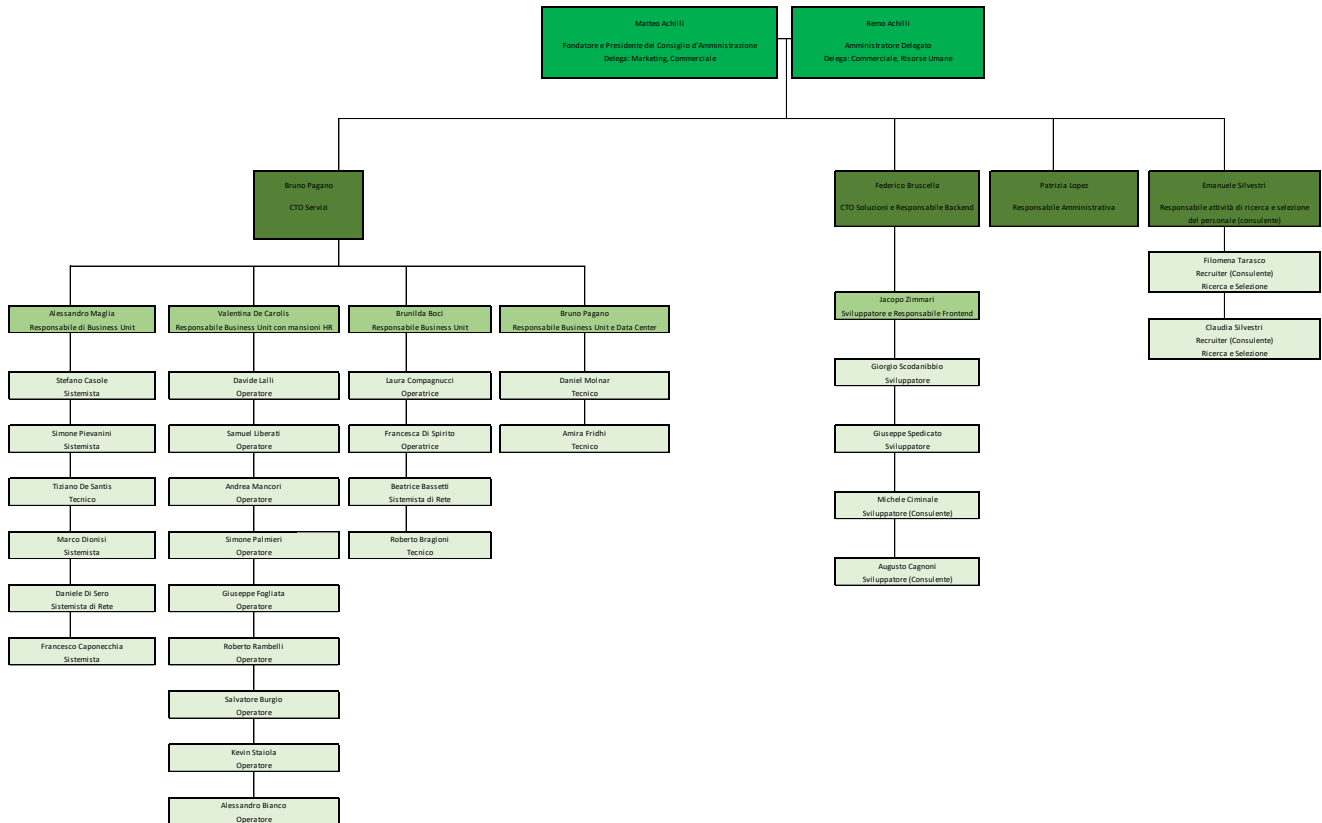 Matteo Achilli
Fondatore e Presidente del Consiglio d'Amministrazione
Delega: Marketing, Commerciale
Remo Achilli
Amministratore Delegato
Delega: Commerciale, Risorse Umane
Bruno Pagano
CTO Servizi
Federico Bruscella
CTO Soluzioni e Responsabile Backend
Patrizia Lopez
Responsabile Amministrativa
Emanuele Silvestri
Responsabile attività di ricerca e selezione
del personale (consulente)
Filomena Tarasco
Recruiter (Consulente)
Ricerca e Selezione
Claudia Silvestri
Recruiter (Consulente)
Ricerca e Selezione
Alessandro Maglia
Responsabile di Business Unit
Stefano Casole
Sistemista
Simone Pievanini
Sistemista
Tiziano De Santis
Tecnico
Marco Dionisi
Sistemista
Daniele Di Sero
Sistemista di Rete
Francesco Caponecchia
Sistemista
Valentina De Carolis
Responsabile Business Unit con mansioni HR
Davide Lalli
Operatore
Samuel Liberati
Operatore
Andrea Mancori
Operatore
Simone Palmieri
Operatore
Giuseppe Fogliata
Operatore
Roberto Rambelli
Operatore
Salvatore Burgio
Operatore
Kevin Staiola
Operatore
Alessandro Bianco
Operatore
Brunilda Boci
Responsabile Business Unit
Laura Compagnucci
Operatrice
Francesca Di Spirito
Operatrice
Beatrice Bassetti
Sistemista di Rete
Roberto Bragioni
Tecnico
Bruno Pagano
Responsabile Business Unit e Data Center
Daniel Molnar
Tecnico
Amira Fridhi
Tecnico
Jacopo Zimmari
Sviluppatore e Responsabile Frontend
Giorgio Scodanibbio
Sviluppatore
Giuseppe Spedicato
Sviluppatore
Michele Ciminale
Sviluppatore (Consulente)
Augusto Cagnoni
Sviluppatore (Consulente)